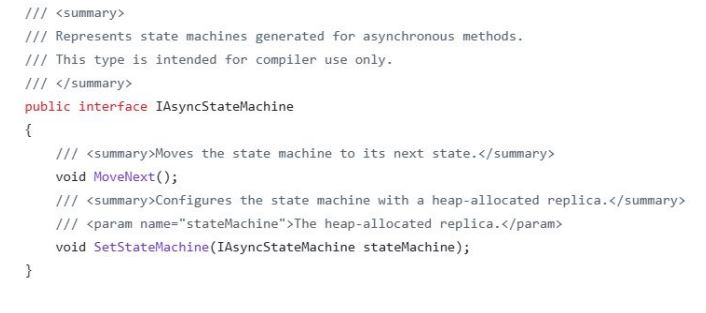 /// <summary>
/// Represents state machines generated for asynchronous methods.
/// This type is intended for compiler use only.
/// </summary>
public interface IAsyncStateMachine
{
    /// <summary>Moves the state machine to its next state.</summary>
    void MoveNext();
    /// <summary>Configures the state machine with a heap-allocated replica.</summary>
    /// <param name="stateMachine">The heap-allocated replica.</param>
    void SetStateMachine(IAsyncStateMachine stateMachine);
}